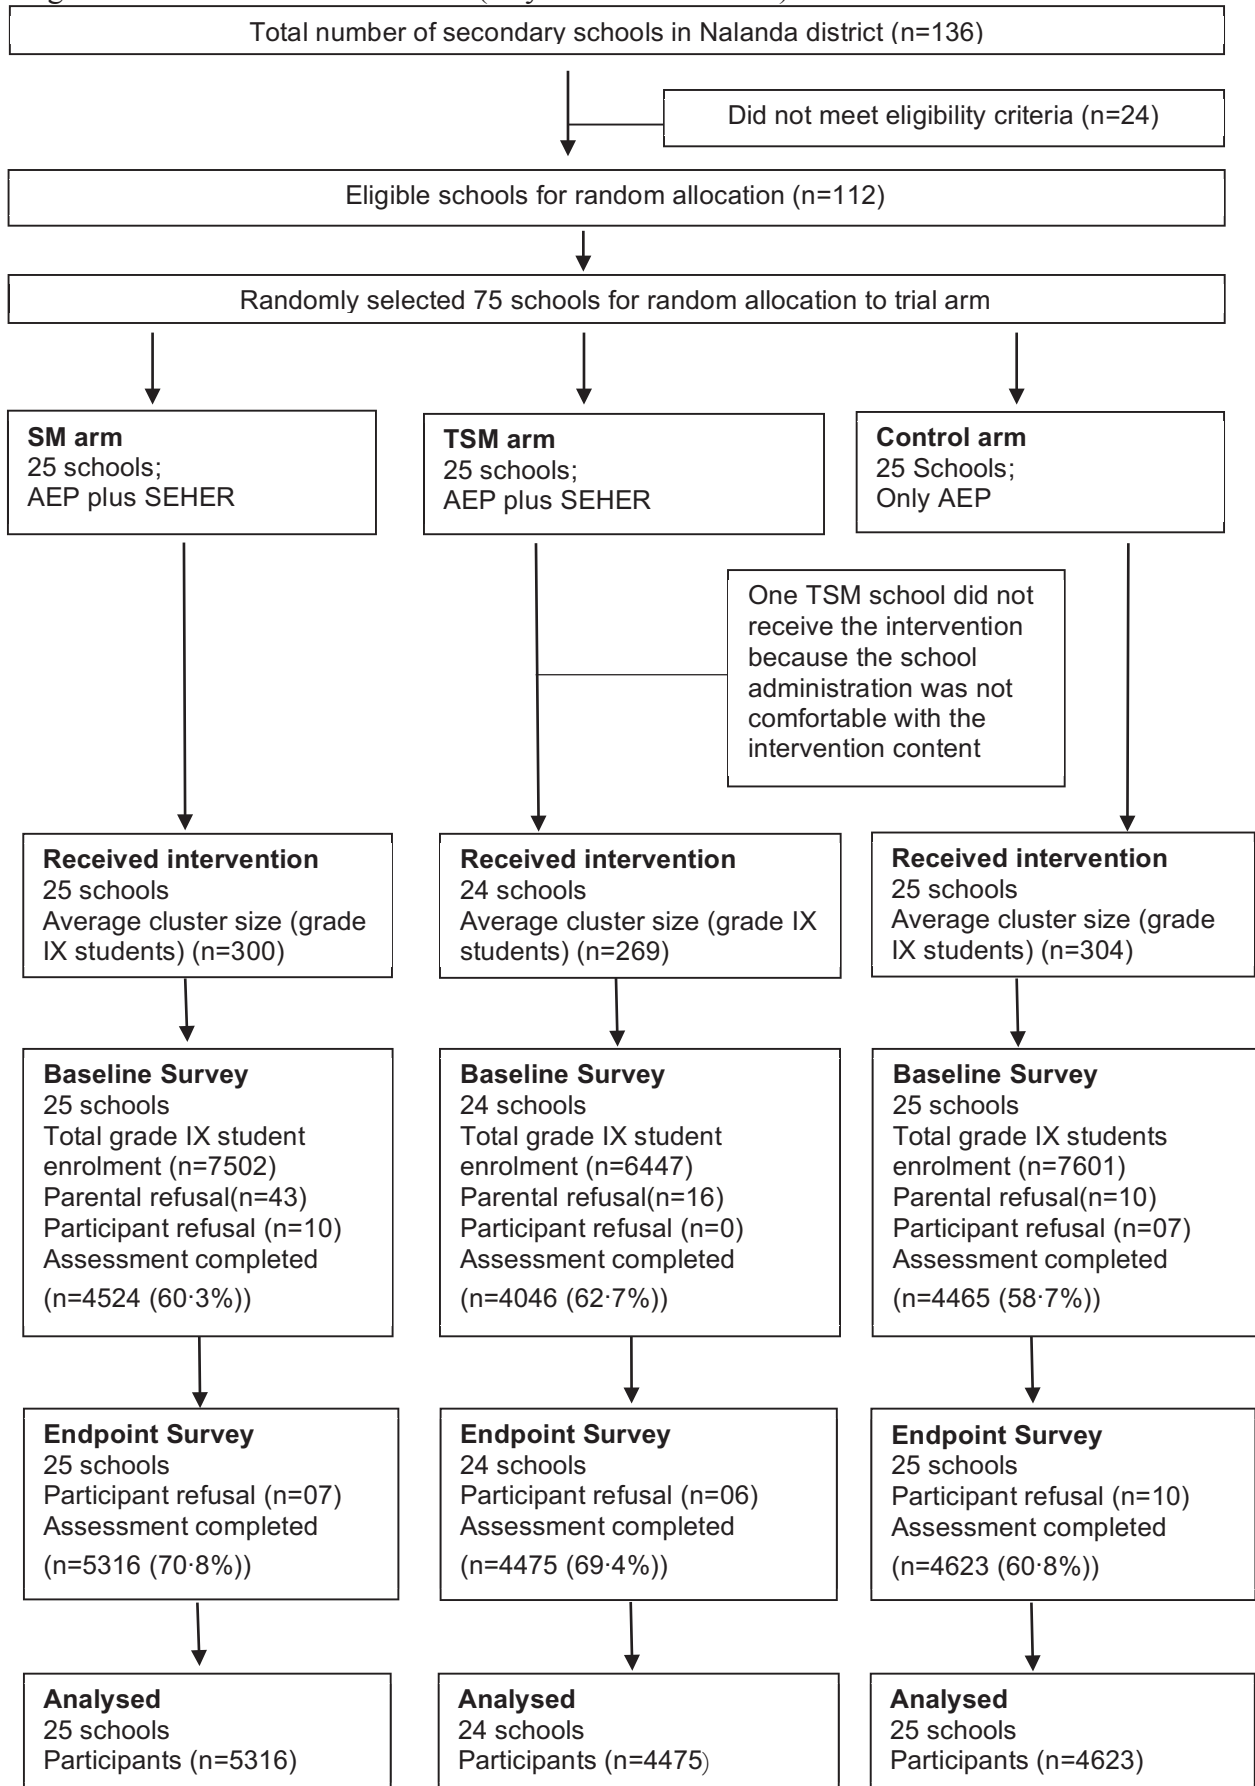 Total number of secondary schools in Nalanda district (n=136)
Did not meet eligibility criteria (n=24)
Eligible schools for random allocation (n=112)
Randomly selected 75 schools for random allocation to trial arm
SM arm
25 schools;
AEP plus SEHER
TSM arm
25 schools;
AEP plus SEHER
Control arm
25 Schools;
Only AEP
One TSM school did not
receive the intervention
because the school
administration was not
comfortable with the
intervention content
Received intervention
25 schools
Average cluster size (grade
IX students) (n=300)
Received intervention
24 schools
Average cluster size (grade IX
students) (n=269)
Received intervention
25 schools
Average cluster size (grade
IX students) (n=304)
Baseline Survey
25 schools
Total grade IX student
enrolment (n=7502)
Parental refusal(n=43)
Participant refusal (n=10)
Assessment completed
(n=4524 (60·3%))
Baseline Survey
24 schools
Total grade IX student
enrolment (n=6447)
Parental refusal(n=16)
Participant refusal (n=0)
Assessment completed
(n=4046 (62·7%))
Baseline Survey
25 schools
Total grade IX students
enrolment (n=7601)
Parental refusal(n=10)
Participant refusal (n=07)
Assessment completed
(n=4465 (58·7%))
Endpoint Survey
25 schools
Participant refusal (n=07)
Assessment completed
(n=5316 (70·8%))
Endpoint Survey
24 schools
Participant refusal (n=06)
Assessment completed
(n=4475 (69·4%))
Endpoint Survey
25 schools
Participant refusal (n=10)
Assessment completed
(n=4623 (60·8%))
Analysed
25 schools
Participants (n=5316)
Analysed
24 schools
Participants (n=4475)
Analysed
25 schools
Participants (n=4623)